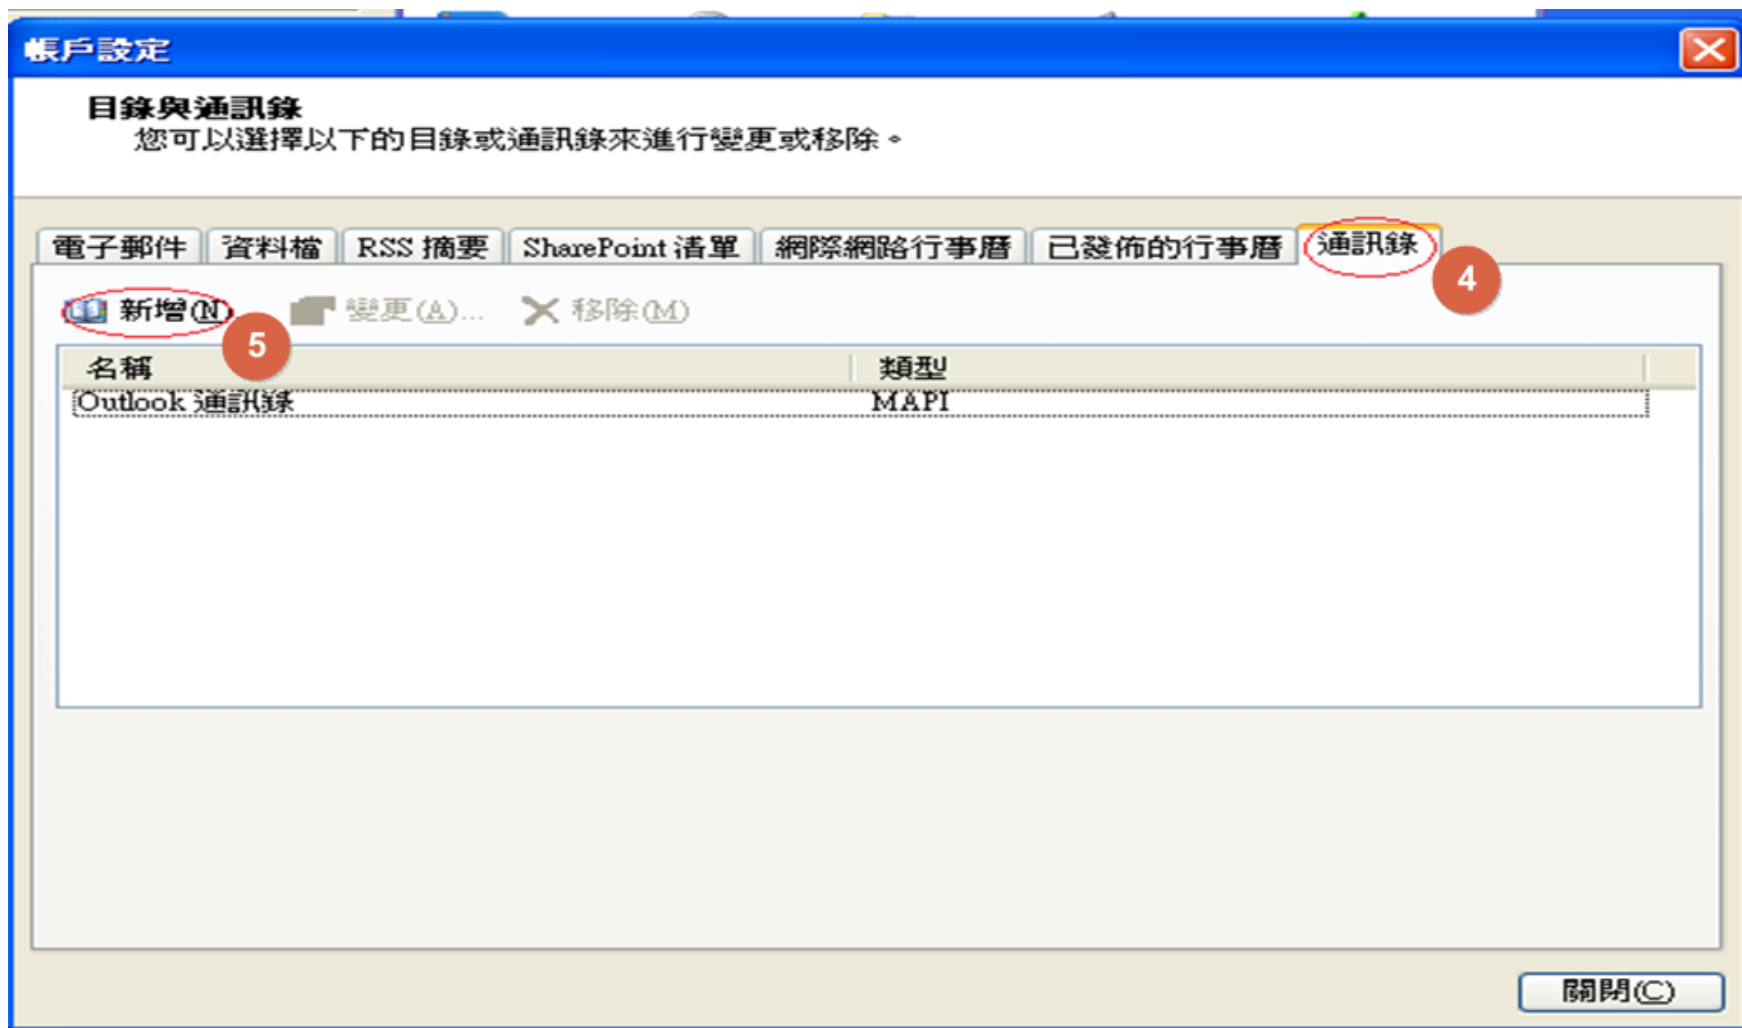 帳戶設定
目錄與通訊錄
您可以選擇以下的目錄或通訊錄來進行變更或移除。
電子郵件 資料檔 RSS 摘要 SharePoint 清單 網際網路行事曆 已發佈的行事曆 通訊錄
4
新增(N) 變更(A)... 移除(M)
5
名稱 類型
Outlook 通訊錄 MAPI
關閉(C)